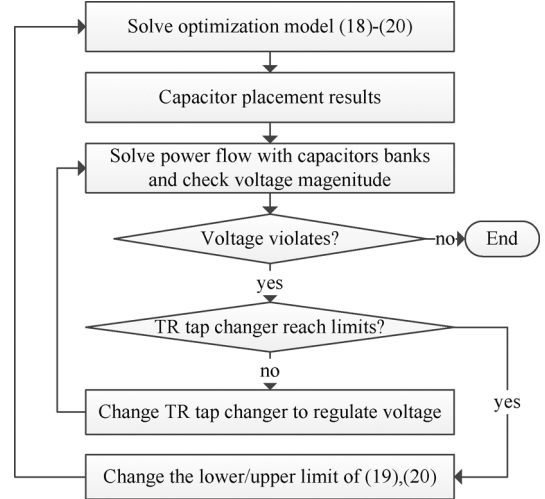 Solve optimization model (18)-(20)
Capacitor placement results
Solve power flow with capacitors banks
and check voltage magenitude
Voltage violates?
no
End
yes
TR tap changer reach limits?
no
yes
Change TR tap changer to regulate voltage
Change the lower/upper limit of (19),(20)